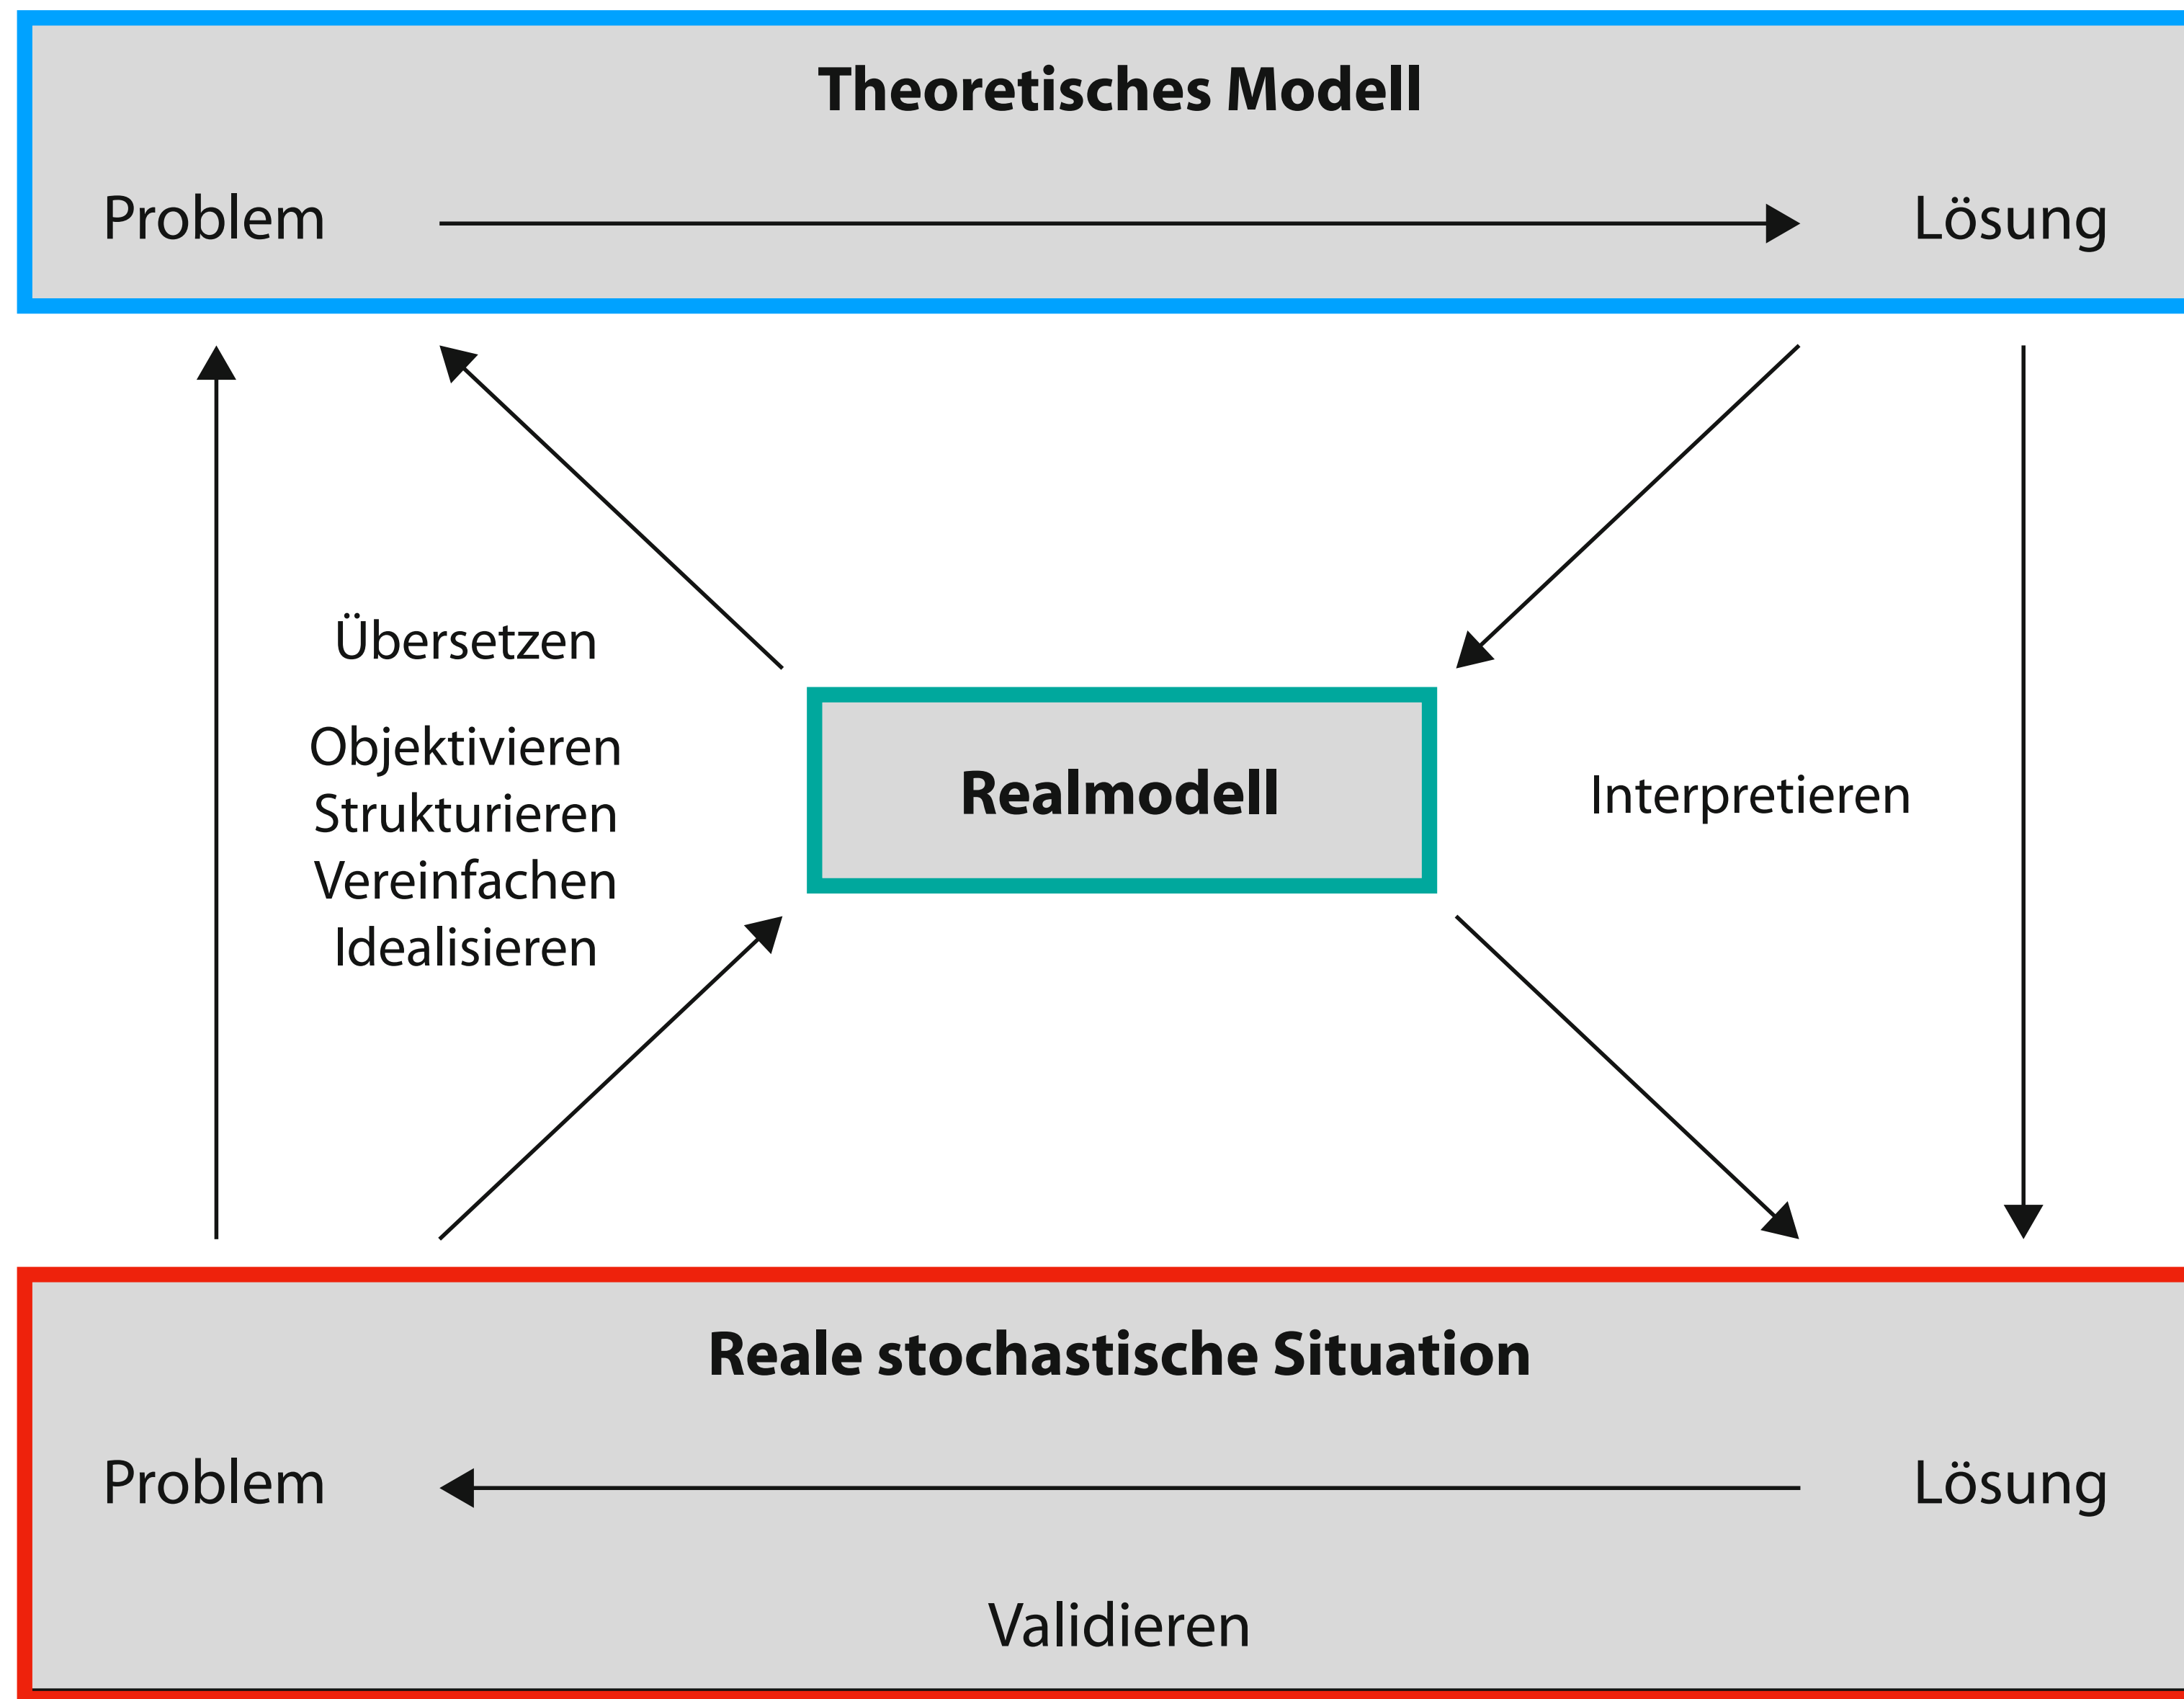 Theoretisches Modell
Problem
Lösung
Übersetzen
Objektivieren
Strukturieren
Vereinfachen
Idealisieren
Realmodell
Interpretieren
Reale stochastische Situation
Problem
Lösung
Validieren